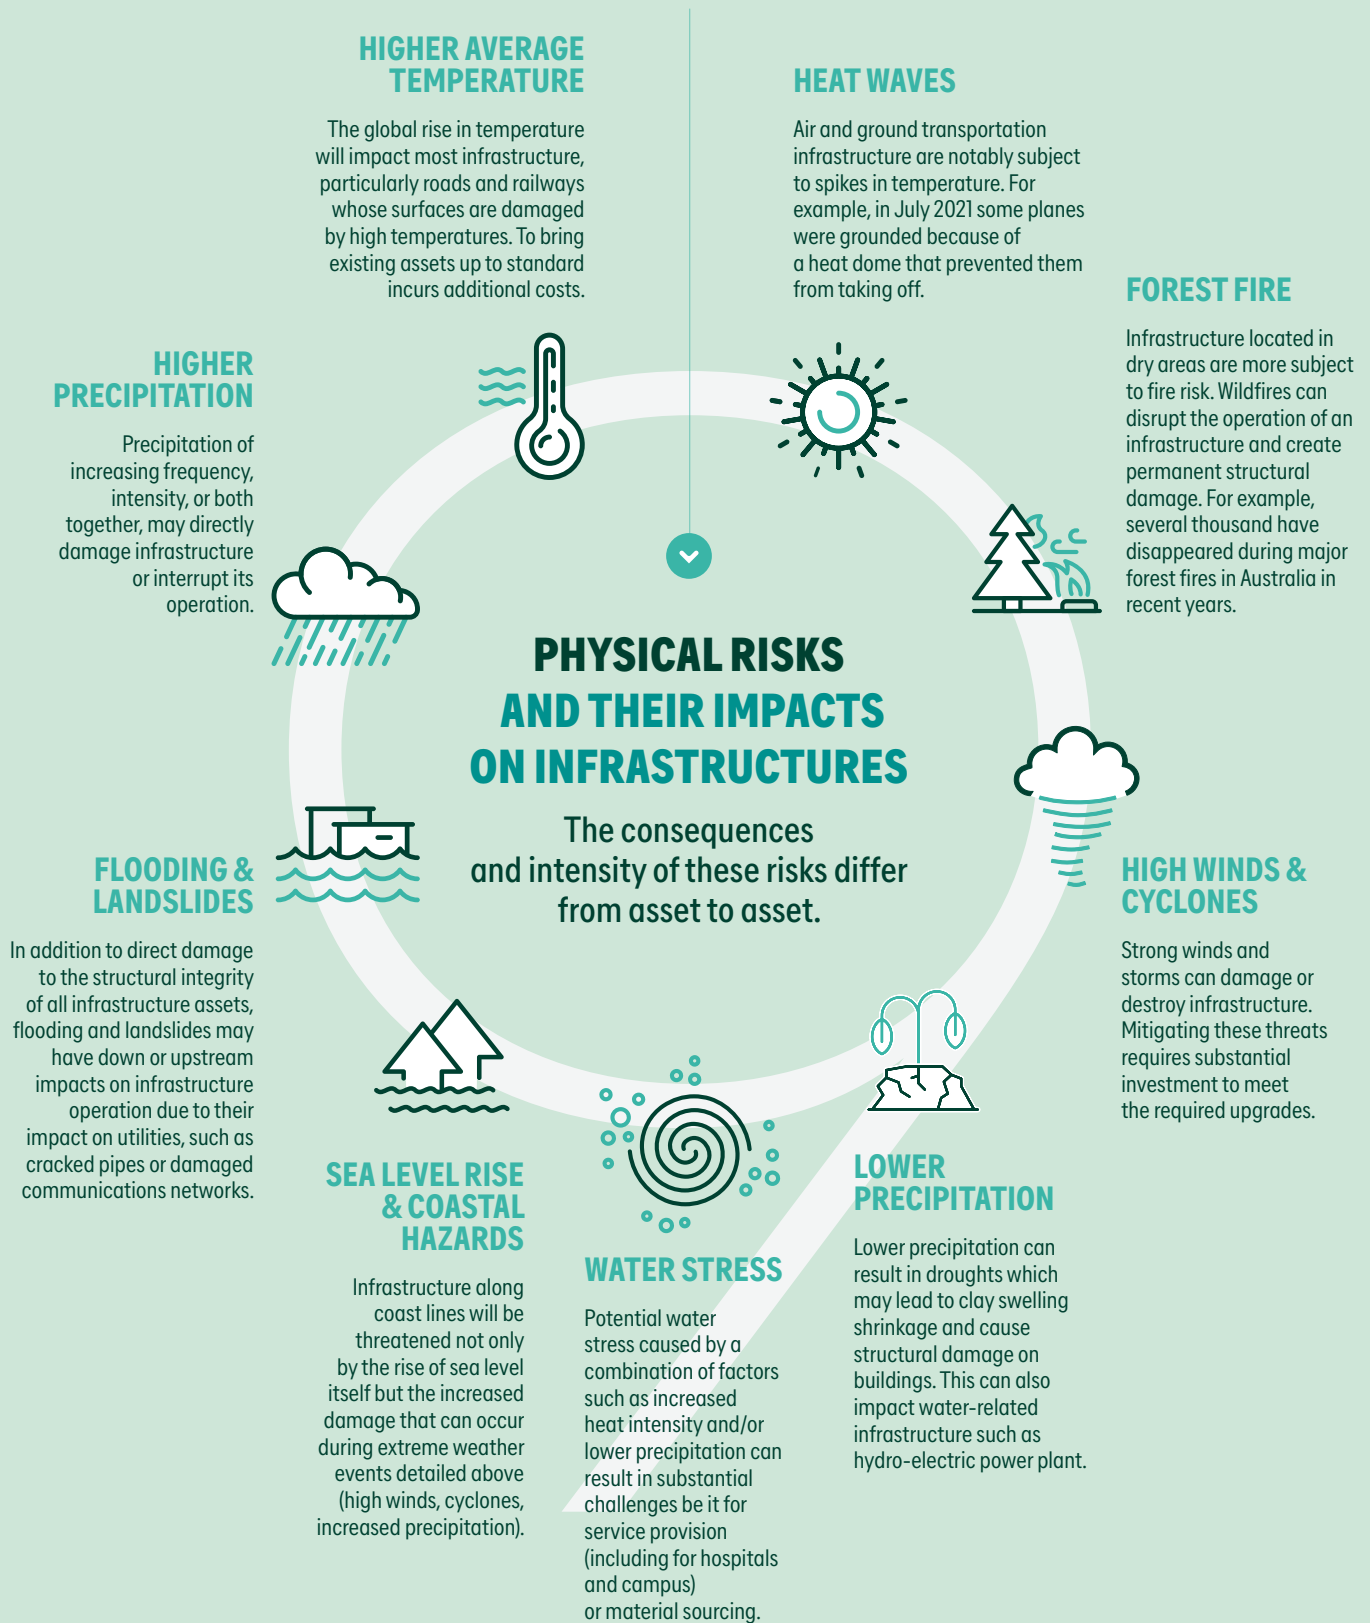 HIGHER AVERAGE
TEMPERATURE
The global rise in temperature
will impact most infrastructure,
particularly roads and railways
whose surfaces are damaged
by high temperatures. To bring
existing assets up to standard
incurs additional costs.
HEAT WAVES
Air and ground transportation
infrastructure are notably subject
to spikes in temperature. For
example, in July 2021 some planes
were grounded because of
a heat dome that prevented them
from taking off.
FOREST FIRE
Infrastructure located in
dry areas are more subject
to fire risk. Wildfires can
disrupt the operation of an
infrastructure and create
permanent structural
damage. For example,
several thousand have
disappeared during major
forest fires in Australia in
recent years.
HIGHER
PRECIPITATION
Precipitation of
increasing frequency,
intensity, or both
together, may directly
damage infrastructure
or interrupt its
operation.
PHYSICAL RISKS
AND THEIR IMPACTS
ON INFRASTRUCTURES
The consequences
and intensity of these risks differ
from asset to asset.
HIGH WINDS &
CYCLONES
Strong winds and
storms can damage or
destroy infrastructure.
Mitigating these threats
requires substantial
investment to meet
the required upgrades.
FLOODING &
LANDSLIDES
In addition to direct damage
to the structural integrity
of all infrastructure assets,
flooding and landslides may
have down or upstream
impacts on infrastructure
operation due to their
impact on utilities, such as
cracked pipes or damaged
communications networks.
SEA LEVEL RISE
& COASTAL
HAZARDS
Infrastructure along
coast lines will be
threatened not only
by the rise of sea level
itself but the increased
damage that can occur
during extreme weather
events detailed above
(high winds, cyclones,
increased precipitation).
WATER STRESS
Potential water
stress caused by a
combination of factors
such as increased
heat intensity and/or
lower precipitation can
result in substantial
challenges be it for
service provision
(including for hospitals
and campus)
or material sourcing.
LOWER
PRECIPITATION
Lower precipitation can
result in droughts which
may lead to clay swelling
shrinkage and cause
structural damage on
buildings. This can also
impact water-related
infrastructure such as
hydro-electric power plant.